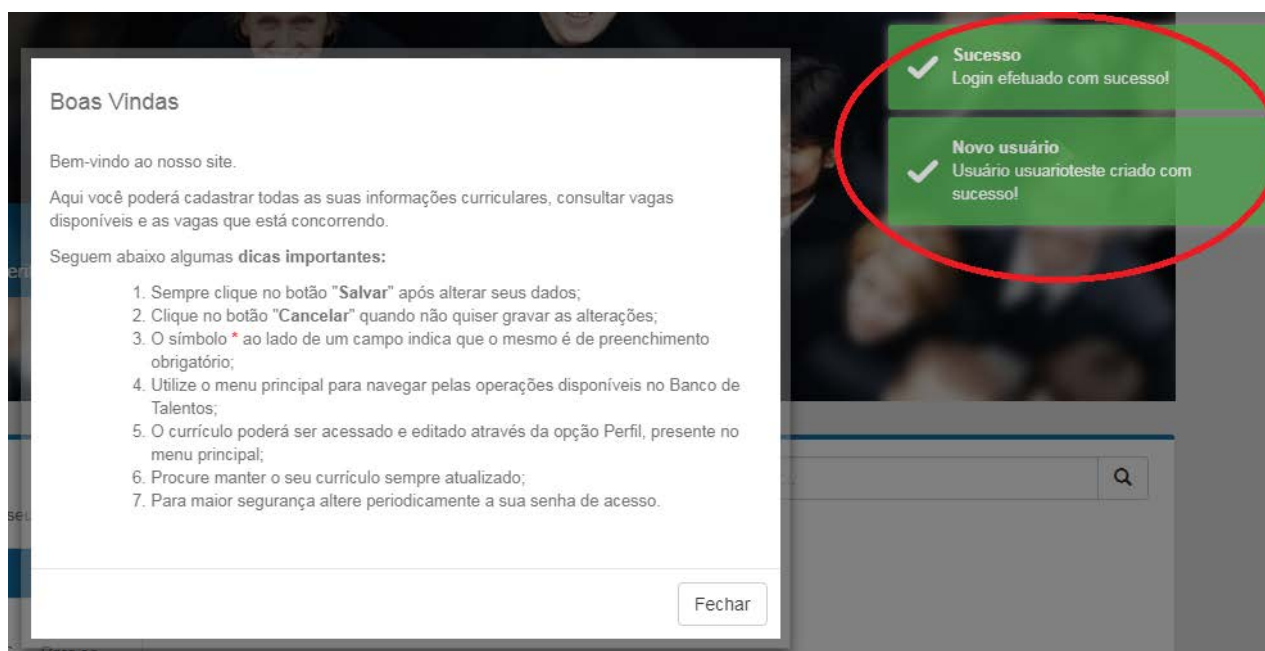 Boas Vindas
Bem-vindo ao nosso site.
Aqui você poderá cadastrar todas as suas informações curriculares, consultar vagas
disponíveis e as vagas que está concorrendo.
Seguem abaixo algumas dicas importantes:
1. Sempre clique no botão "Salvar" após alterar seus dados;
2. Clique no botão "Cancelar" quando não quiser gravar as alterações;
3. O símbolo * ao lado de um campo indica que o mesmo é de preenchimento
obrigatório;
4. Utilize o menu principal para navegar pelas operações disponíveis no Banco de
Talentos;
5. O currículo poderá ser acessado e editado através da opção Perfil, presente no
menu principal;
6. Procure manter o seu currículo sempre atualizado;
7. Para maior segurança altere periodicamente a sua senha de acesso.
Fechar
Sucesso
Login efetuado com sucesso!
Novo usuário
Usuário usuarioteste criado com
sucesso!